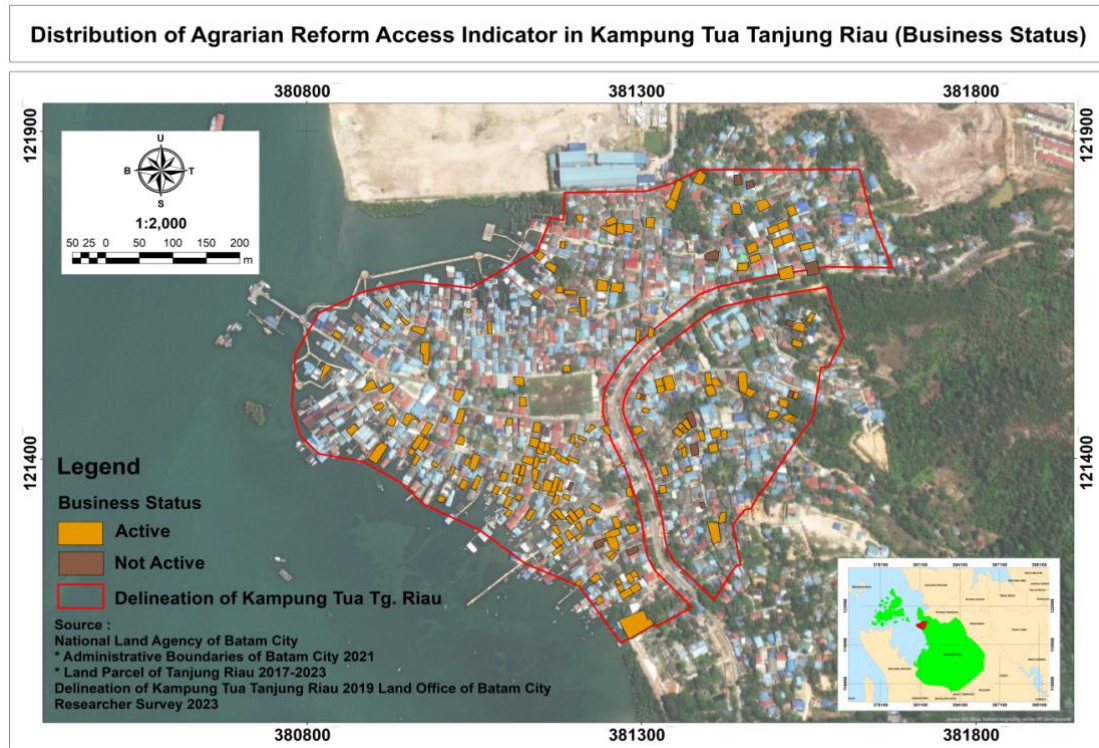 Distribution of Agrarian Reform Access Indicator in Kampung Tua Tanjung Riau (Business Status)
380800 381300 381800
121900 121900
U
B T
S
1:2,000
50 25 0 50 100 150 200
m
121400 121400
Legend
Business Status
Active
Not Active
Delineation of Kampung Tua Tg. Riau
Source :
National Land Agency of Batam City
* Administrative Boundaries of Batam City 2021
* Land Parcel of Tanjung Riau 2017-2023
Delineation of Kampung Tua Tanjung Riau 2019 Land Office of Batam City
Researcher Survey 2023
380800 381300 381800